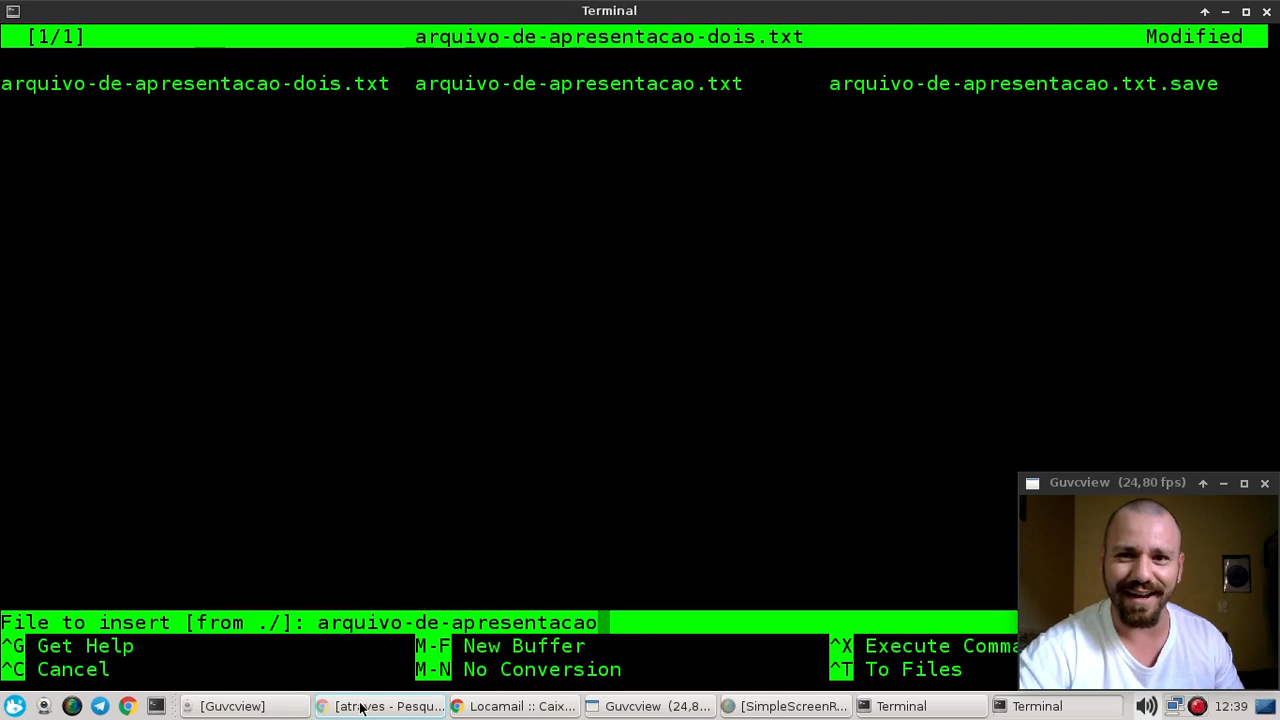 Terminal
[1/1] arquivo-de-apresentacao-dois.txt Modified
arquivo-de-apresentacao-dois.txt arquivo-de-apresentacao.txt arquivo-de-apresentacao.txt.save
Guvcview (24,80 fps)
File to insert [from ./]: arquivo-de-apresentacao
^G Get Help M-F New Buffer ^X Execute Comma
^C Cancel M-N No Conversion ^T To Files
[Guvcview] [atraves - Pesqu... Locamail :: Caix... Guvcview (24,8... [SimpleScreenR... Terminal Terminal 12:39